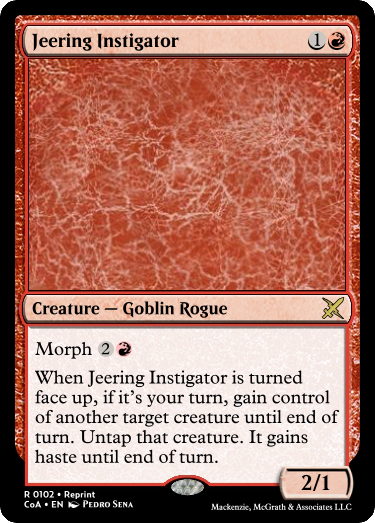 Jeering Instigator 1
Creature — Goblin Rogue
Morph 2
When Jeering Instigator is turned
face up, if it's your turn, gain control
of another target creature until end of
turn. Untap that creature. It gains
haste until end of turn.
2/1
R 0102 • Reprint
CoA • EN Pedro Sena
Mackenzie, McGrath & Associates LLC